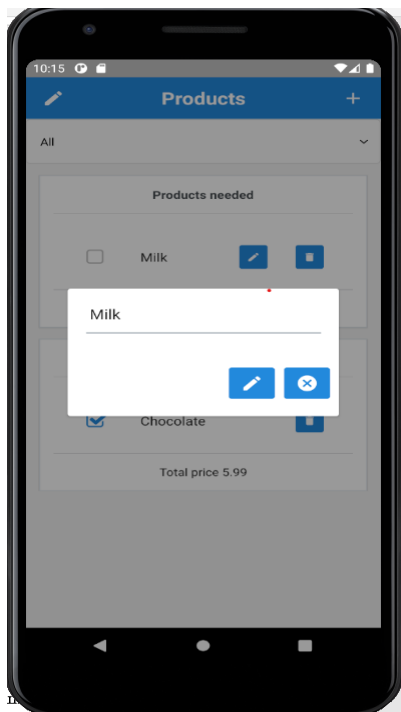 10:15
Products
All
Products needed
Milk
Milk
Chocolate
Total price 5.99